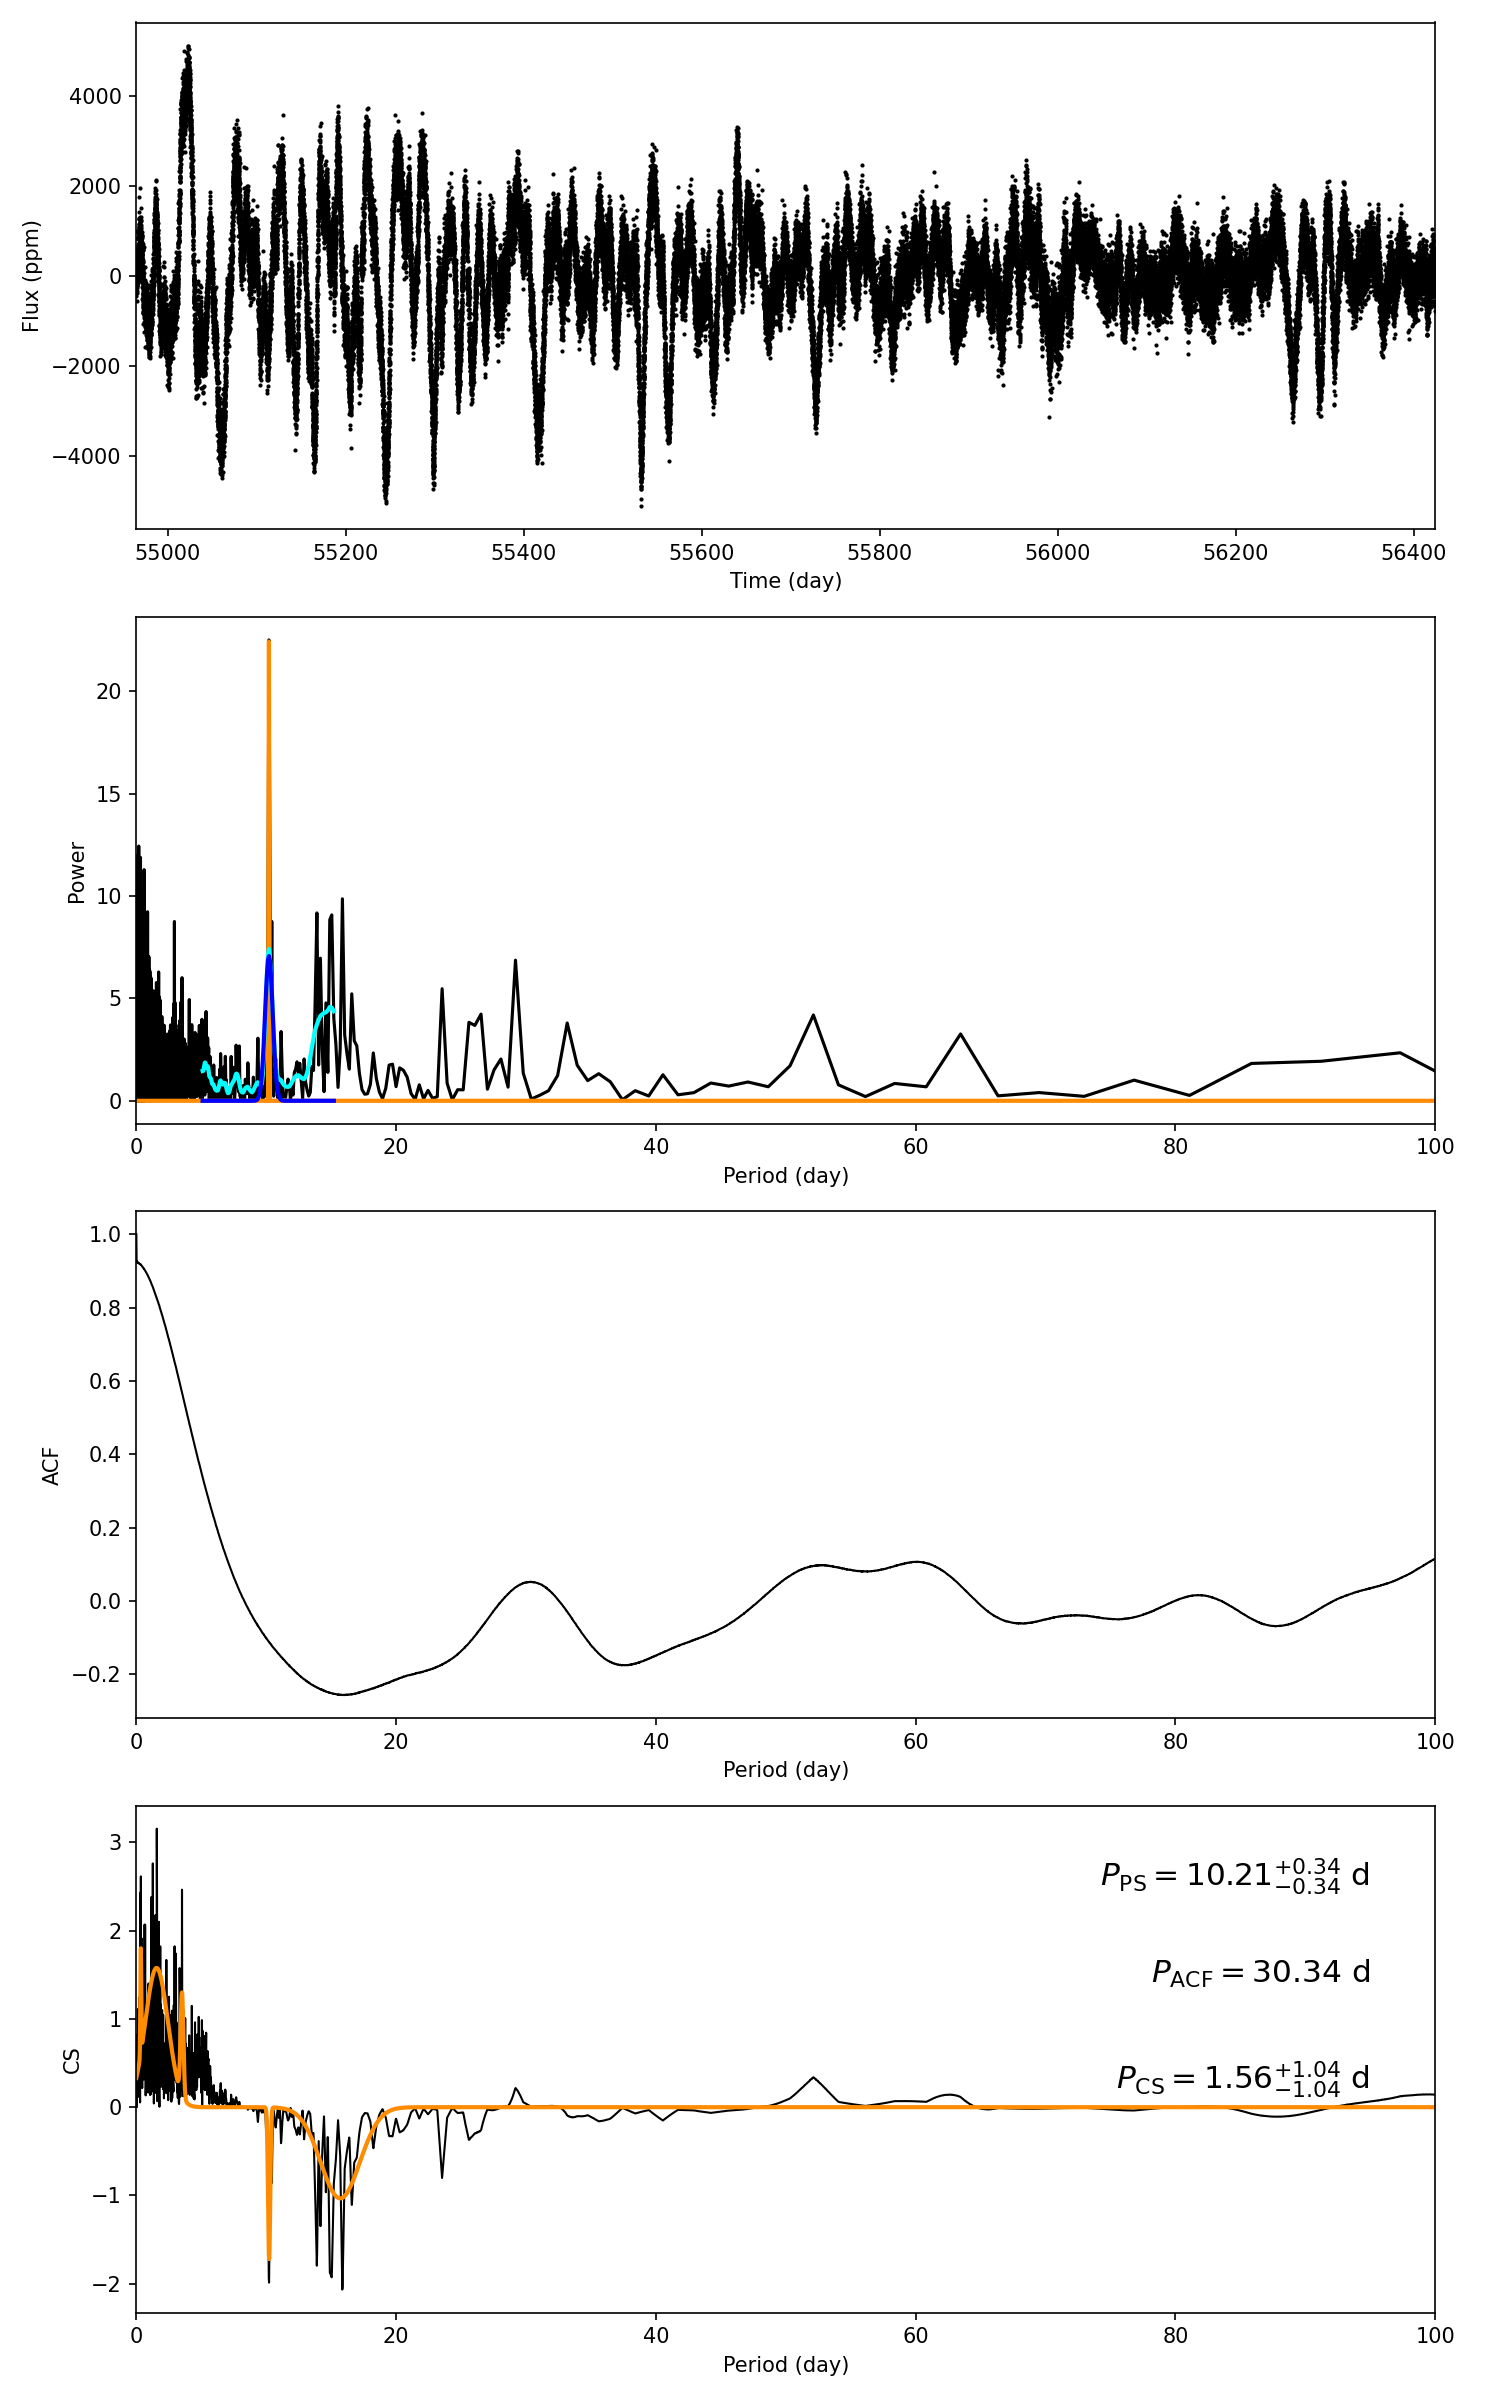 4000
2000
0
−2000
−4000
Flux (ppm)
55000 55200 55400 55600 55800 56000 56200 56400
Time (day)
20
15
10
5
0
Power
0 20 40 60 80 100
Period (day)
1.0
0.8
0.6
0.4
0.2
0.0
−0.2
ACF
0 20 40 60 80 100
Period (day)
3
2
1
0
−1
−2
CS
P_PS = 10.21^{+0.34}_{−0.34} d
P_ACF = 30.34 d
P_CS = 1.56^{+1.04}_{−1.04} d
0 20 40 60 80 100
Period (day)